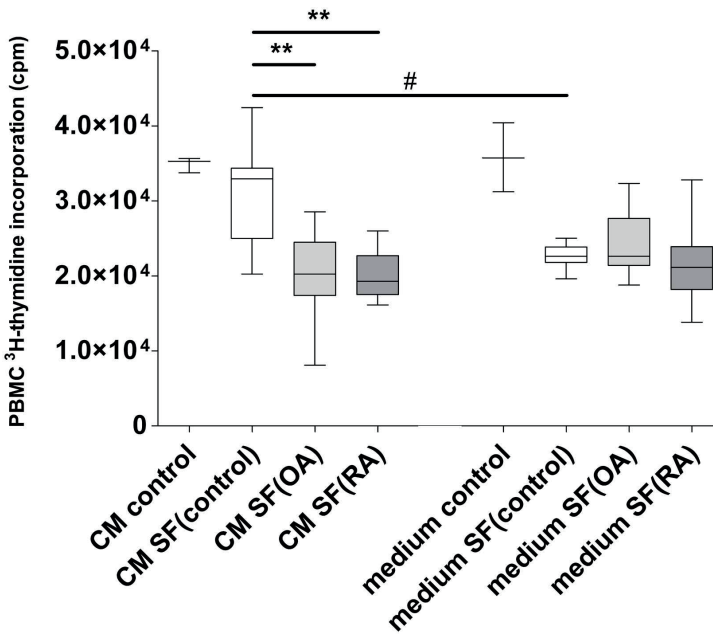 **
**
#
PBMC ³H-thymidine incorporation (cpm)
5.0×10⁴
4.0×10⁴
3.0×10⁴
2.0×10⁴
1.0×10⁴
0
CM control
CM SF(control)
CM SF(OA)
CM SF(RA)
medium control
medium SF(control)
medium SF(OA)
medium SF(RA)